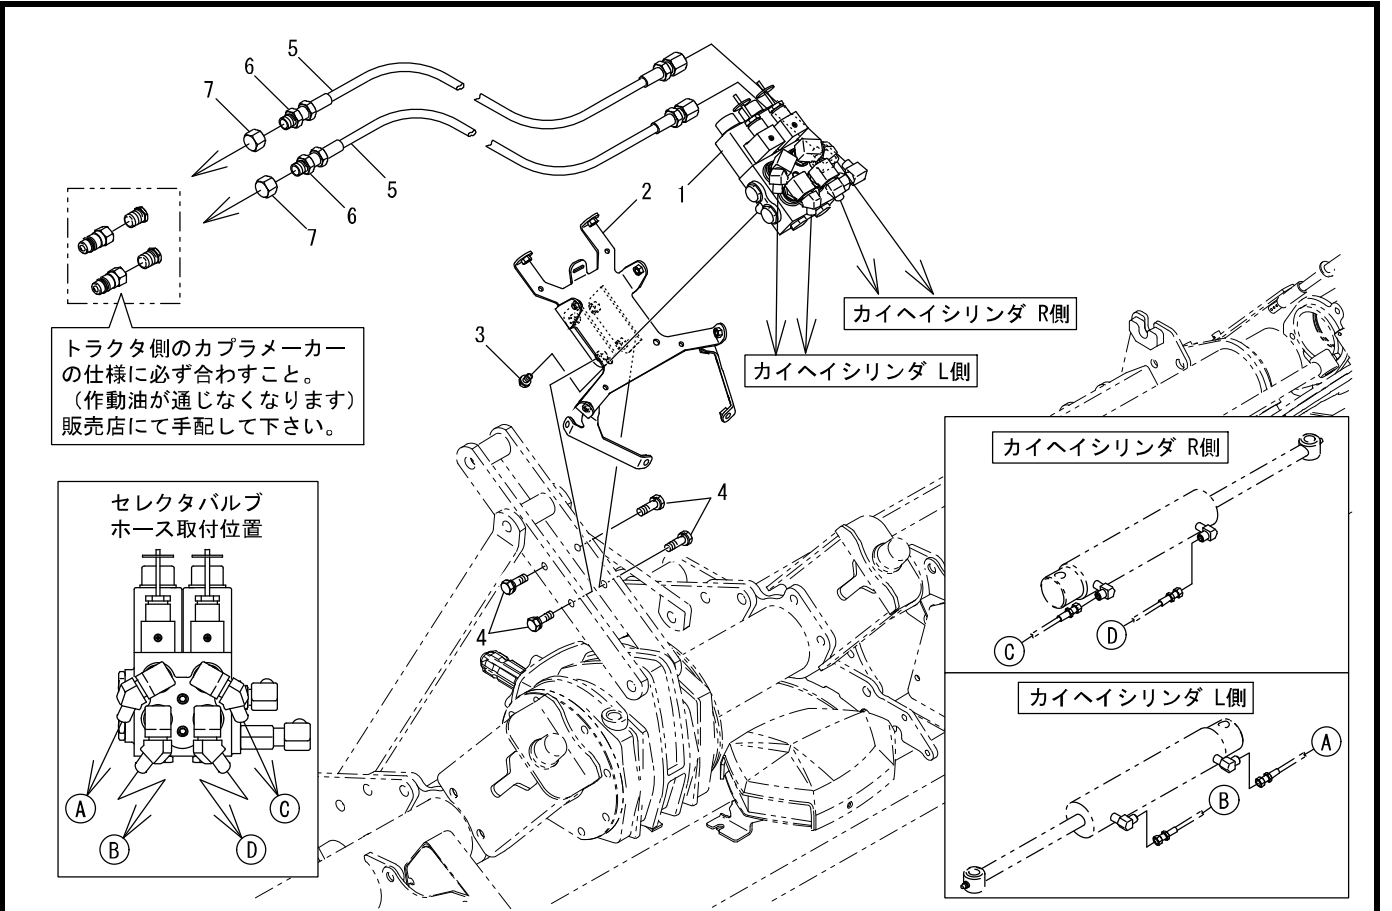 5
6
7
5
6
7
1
2
3
4
4
カイヘイシリンダ R側
カイヘイシリンダ L側
トラクタ側のカプラメーカー
の仕様に必ず合わすこと。
（作動油が通じなくなります）
販売店にて手配して下さい。
セレクタバルブ
ホース取付位置
A
B
C
D
カイヘイシリンダ R側
C
D
カイヘイシリンダ L側
A
B